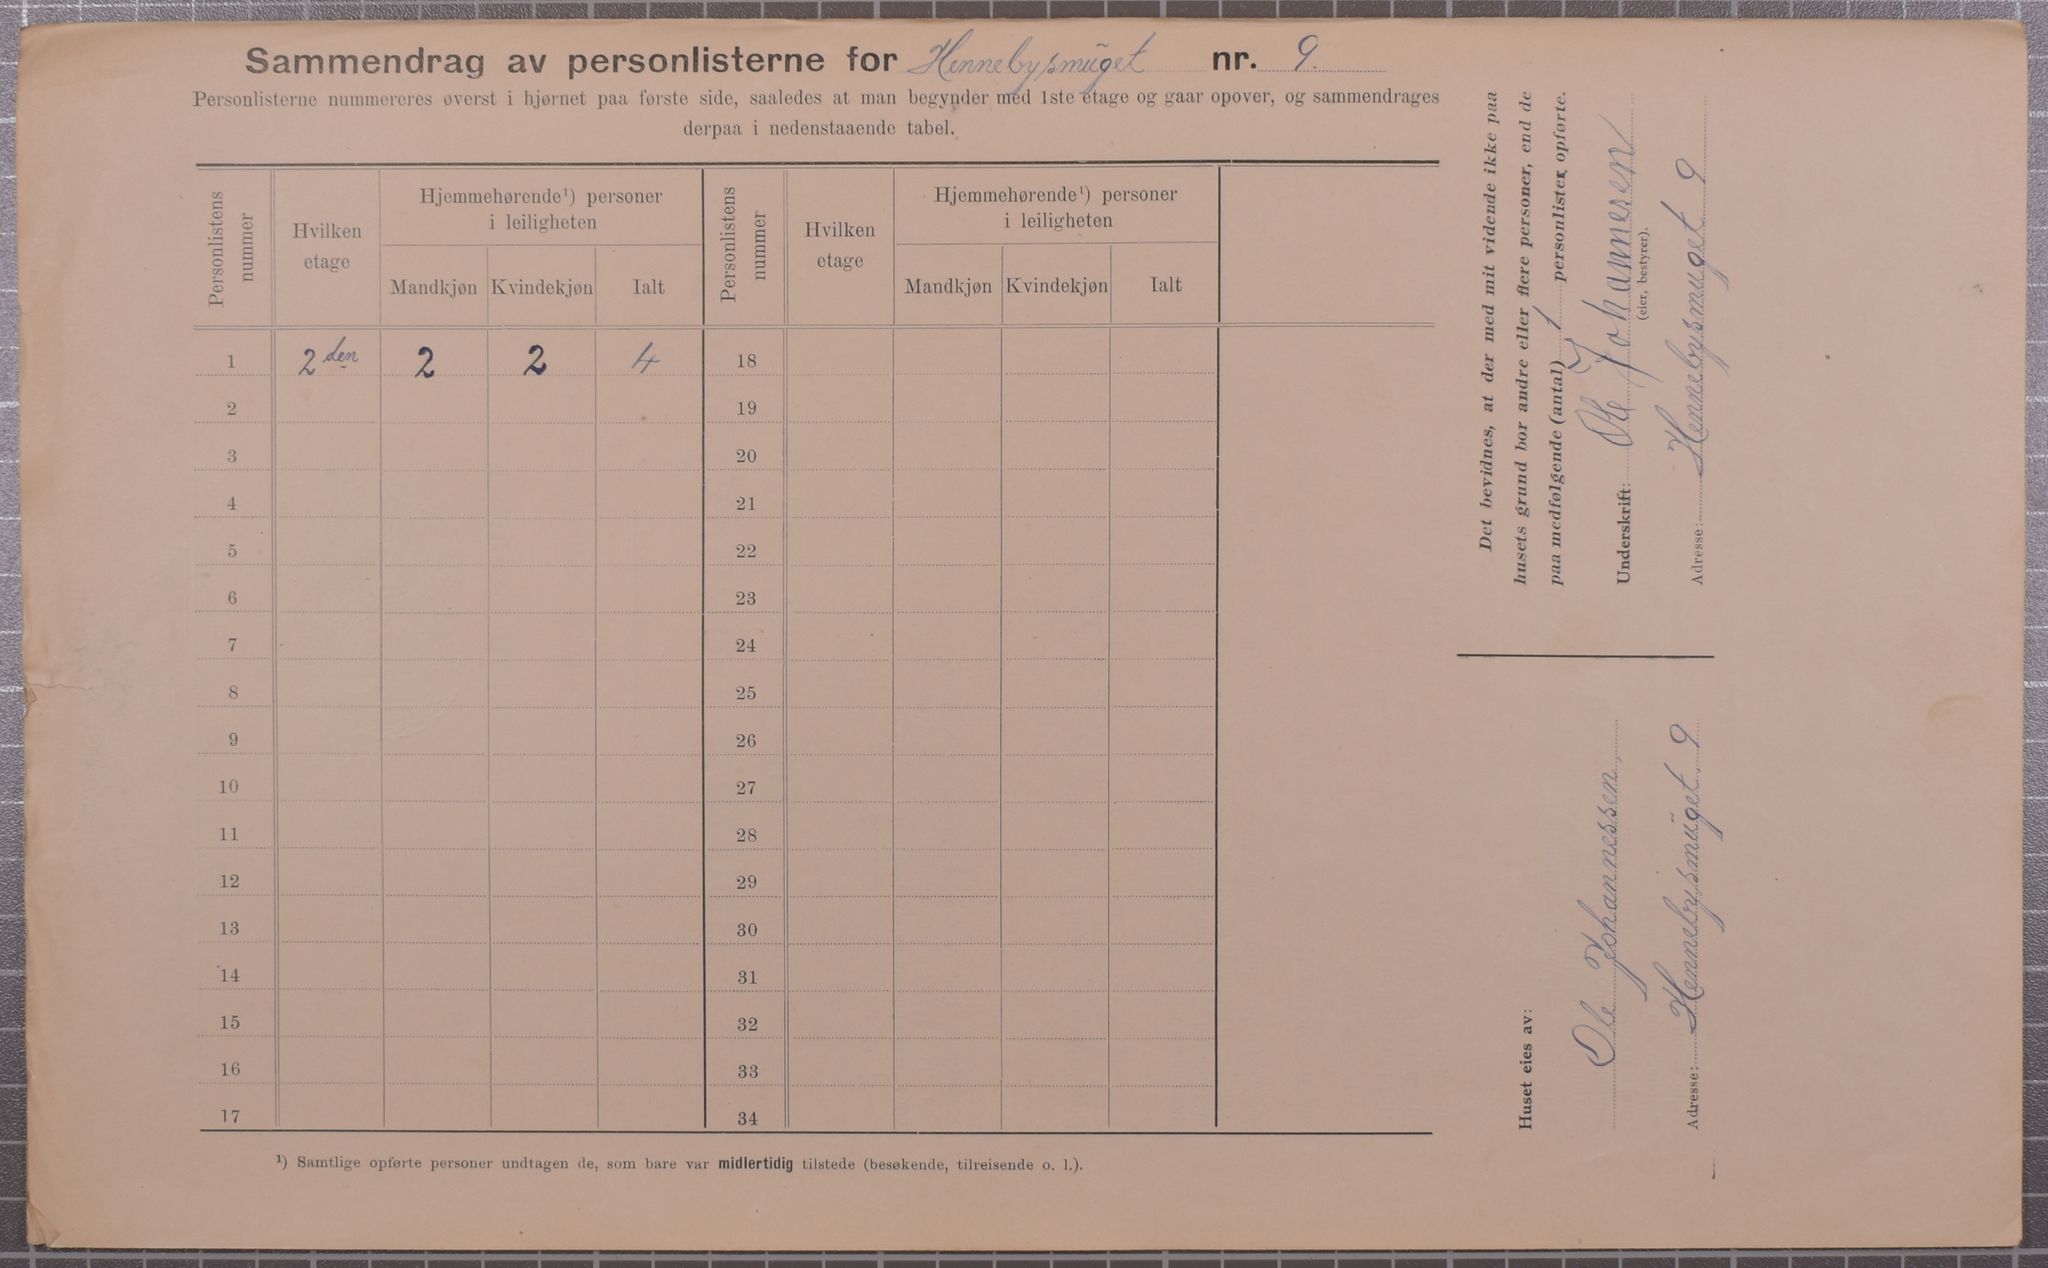 Sammendrag av personlisterne for Hennebysmüget nr. 9.
Personlisterne nummereres øverst i hjørnet paa første side, saaledes at man begynder med 1ste etage og gaar opover, og sammendrages
derpaa i nedenstaaende tabel.
Personlistens nummer
Hvilken etage
Hjemmehørende¹) personer i leiligheten
Mandkjøn Kvindekjøn Ialt
Personlistens nummer
Hvilken etage
Hjemmehørende¹) personer i leiligheten
Mandkjøn Kvindekjøn Ialt
1 2den 2 2 4 18
2 19
3 20
4 21
5 22
6 23
7 24
8 25
9 26
10 27
11 28
12 29
13 30
14 31
15 32
16 33
17 34
¹) Samtlige opførte personer undtagen de, som bare var midlertidig tilstede (besøkende, tilreisende o. l.).
Det bevidnes, at der med mit vidende ikke paa
husets grund bor andre eller flere personer, end de
paa medfølgende (antal) 1 personlister opførte.
Underskrift: Ole Johannesen
(eier, bestyrer).
Adresse: Hennebysmuget 9
Huset eies av:
Ole Johannessen
Adresse: Hennebysmüget 9